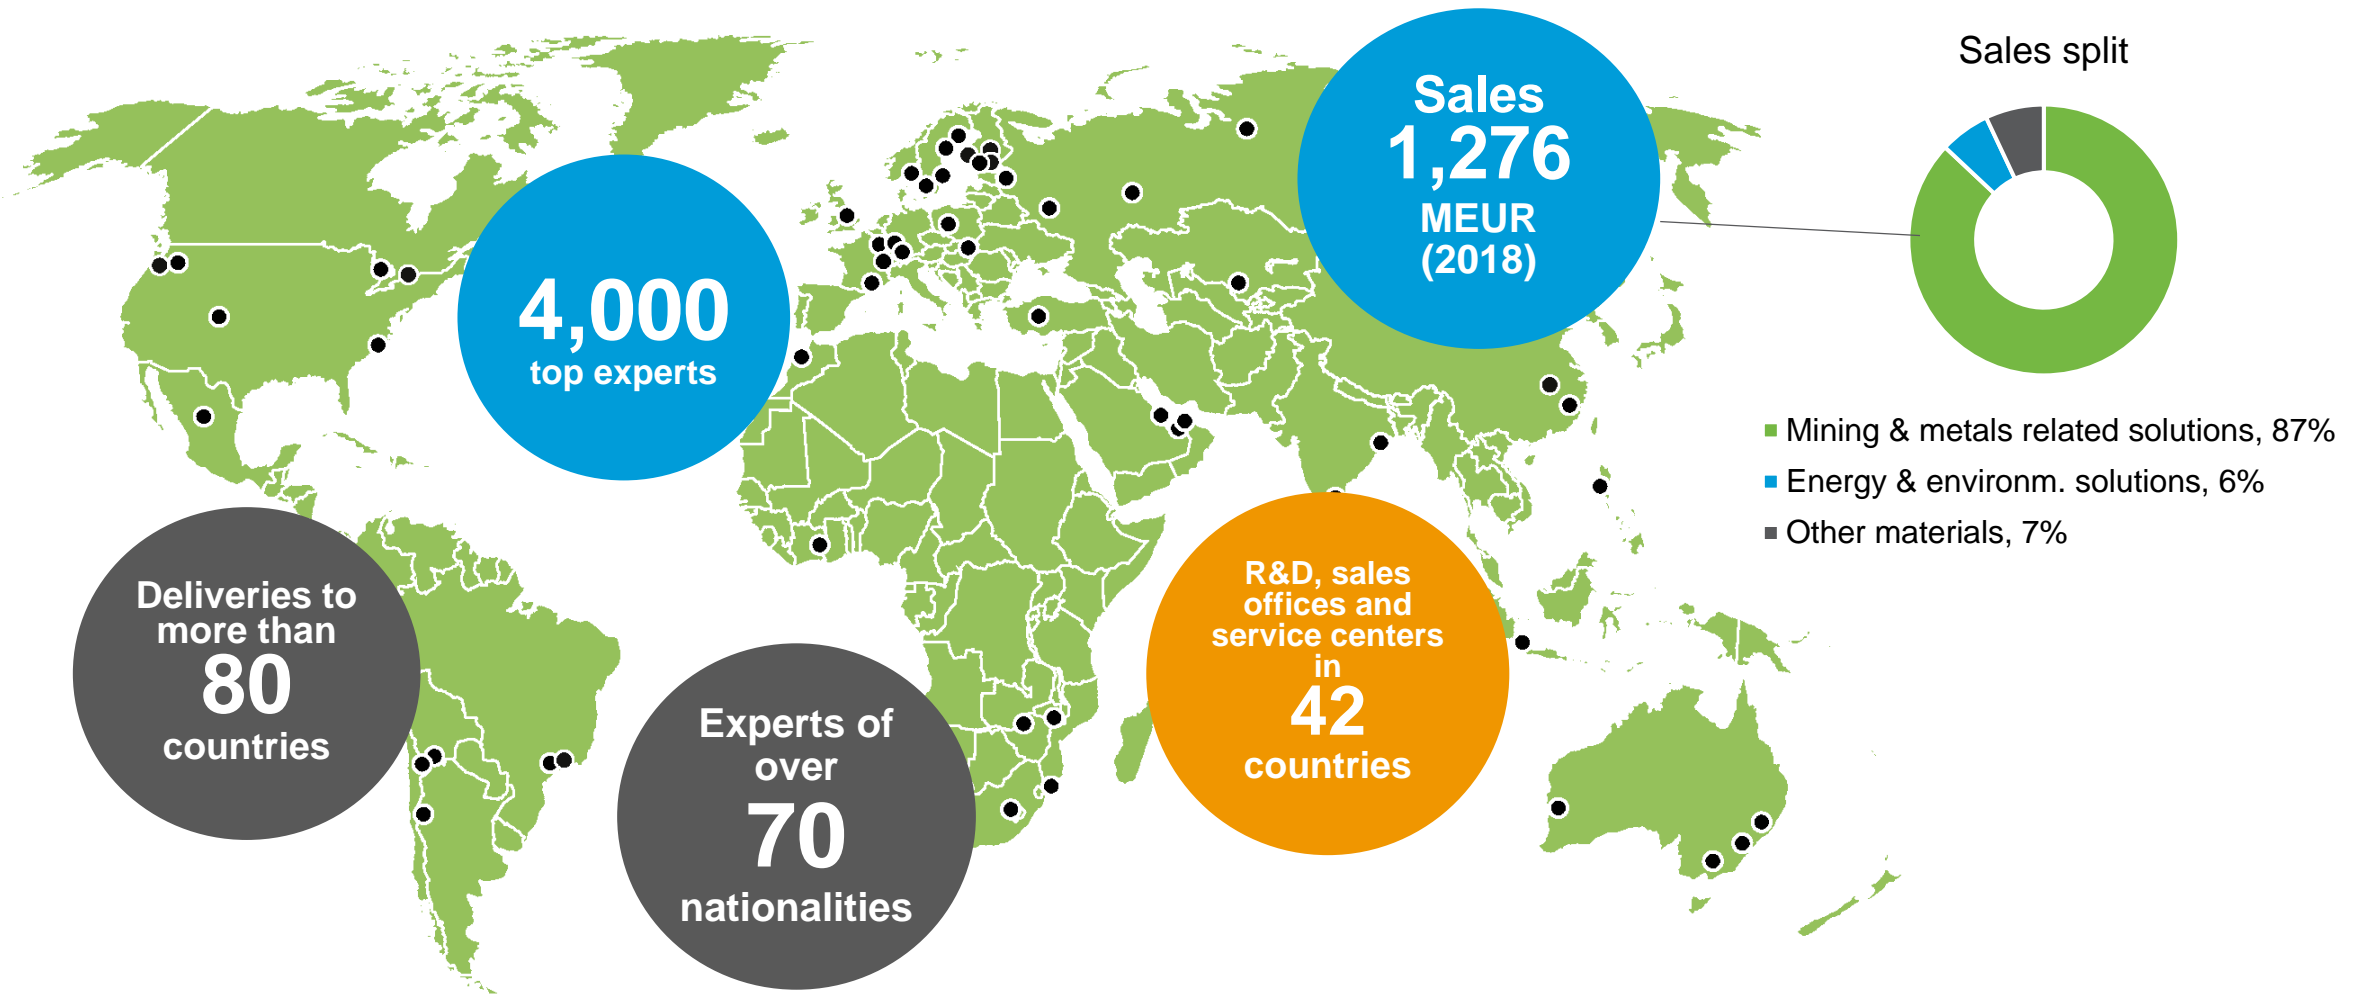 Sales split
Sales
1,276
MEUR
(2018)
4,000
top experts
Mining & metals related solutions, 87%
Energy & environm. solutions, 6%
Other materials, 7%
Deliveries to
more than
80
countries
Experts of
over
70
nationalities
R&D, sales
offices and
service centers
in
42
countries